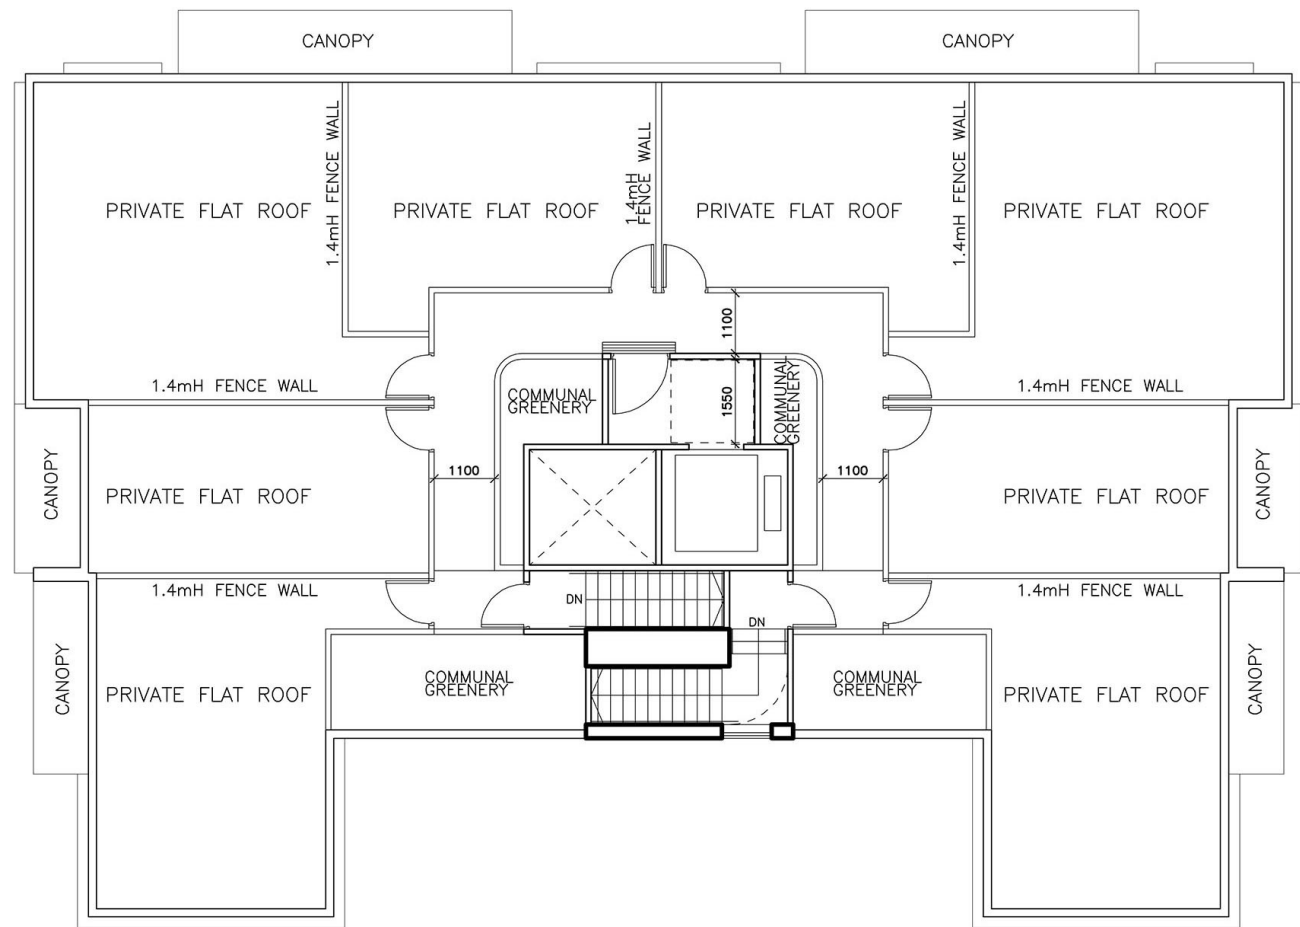 CANOPY
CANOPY
1.4mH FENCE WALL
1.4mH
FENCE WALL
1.4mH FENCE WALL
PRIVATE FLAT ROOF
PRIVATE FLAT ROOF
PRIVATE FLAT ROOF
PRIVATE FLAT ROOF
1100
1.4mH FENCE WALL
COMMUNAL
GREENERY
1550
COMMUNAL
GREENERY
1.4mH FENCE WALL
CANOPY
PRIVATE FLAT ROOF
1100
1100
PRIVATE FLAT ROOF
CANOPY
1.4mH FENCE WALL
DN
DN
1.4mH FENCE WALL
CANOPY
PRIVATE FLAT ROOF
COMMUNAL
GREENERY
COMMUNAL
GREENERY
PRIVATE FLAT ROOF
CANOPY